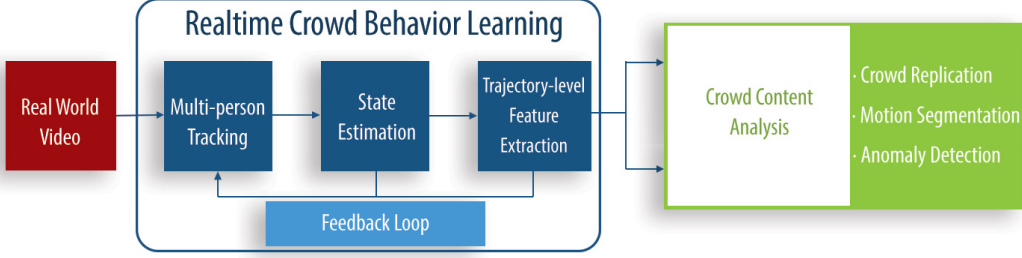 Realtime Crowd Behavior Learning
Real World
Video
Multi-person
Tracking
State
Estimation
Trajectory-level
Feature
Extraction
Feedback Loop
Crowd Content
Analysis
· Crowd Replication
· Motion Segmentation
· Anomaly Detection